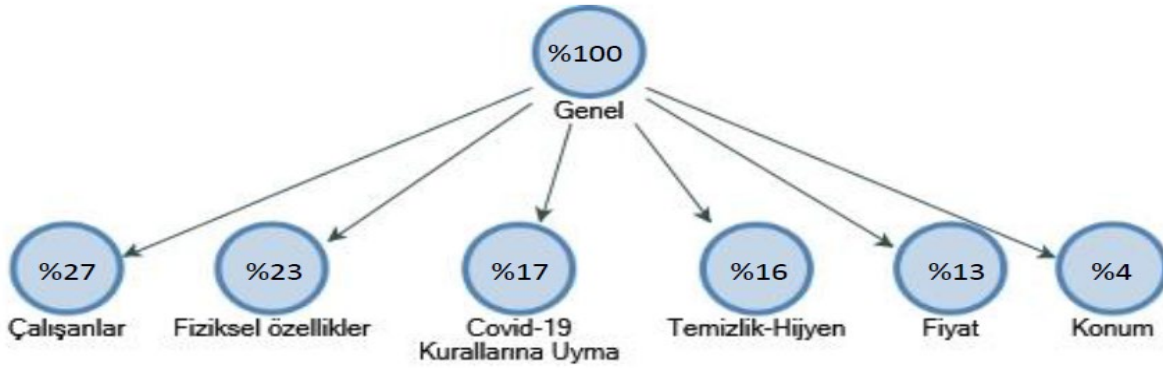 %100
Genel
%27
Çalışanlar
%23
Fiziksel özellikler
%17
Covid-19
Kurallarına Uyma
%16
Temizlik-Hijyen
%13
Fiyat
%4
Konum